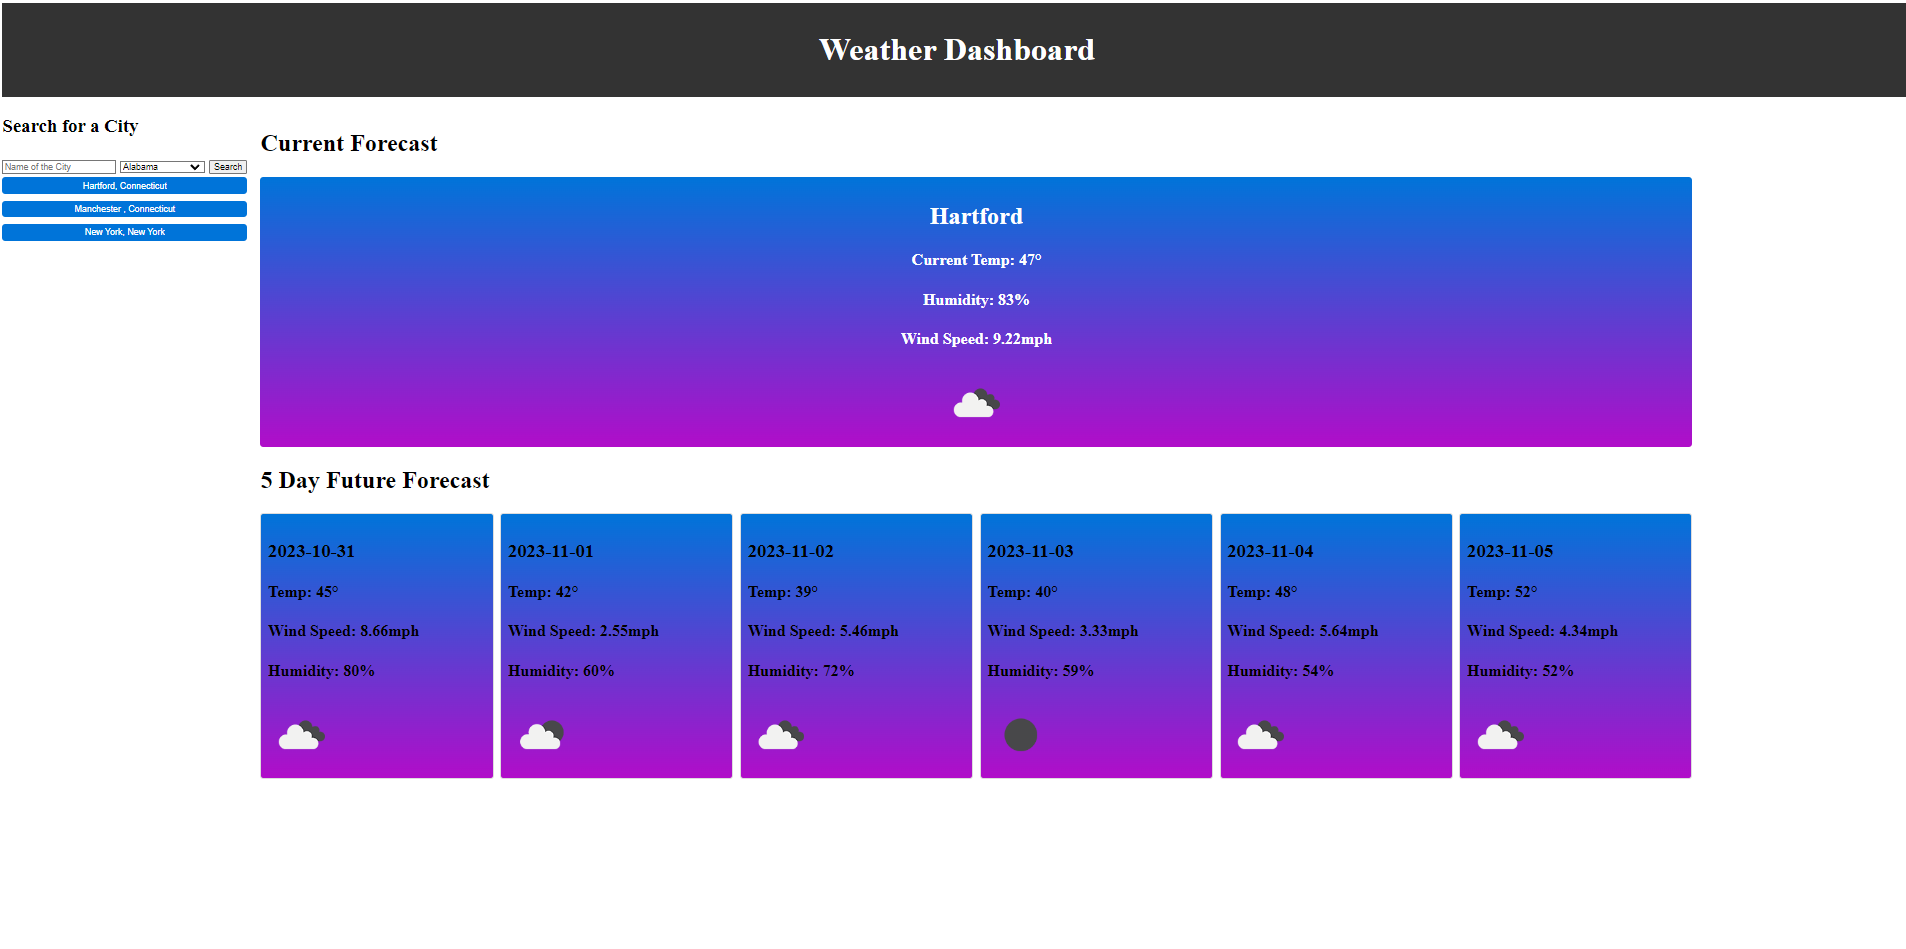 Weather Dashboard
Search for a City
Name of the City Alabama Search
Hartford, Connecticut
Manchester , Connecticut
New York, New York
Current Forecast
Hartford
Current Temp: 47°
Humidity: 83%
Wind Speed: 9.22mph
5 Day Future Forecast
2023-10-31
Temp: 45°
Wind Speed: 8.66mph
Humidity: 80%
2023-11-01
Temp: 42°
Wind Speed: 2.55mph
Humidity: 60%
2023-11-02
Temp: 39°
Wind Speed: 5.46mph
Humidity: 72%
2023-11-03
Temp: 40°
Wind Speed: 3.33mph
Humidity: 59%
2023-11-04
Temp: 48°
Wind Speed: 5.64mph
Humidity: 54%
2023-11-05
Temp: 52°
Wind Speed: 4.34mph
Humidity: 52%